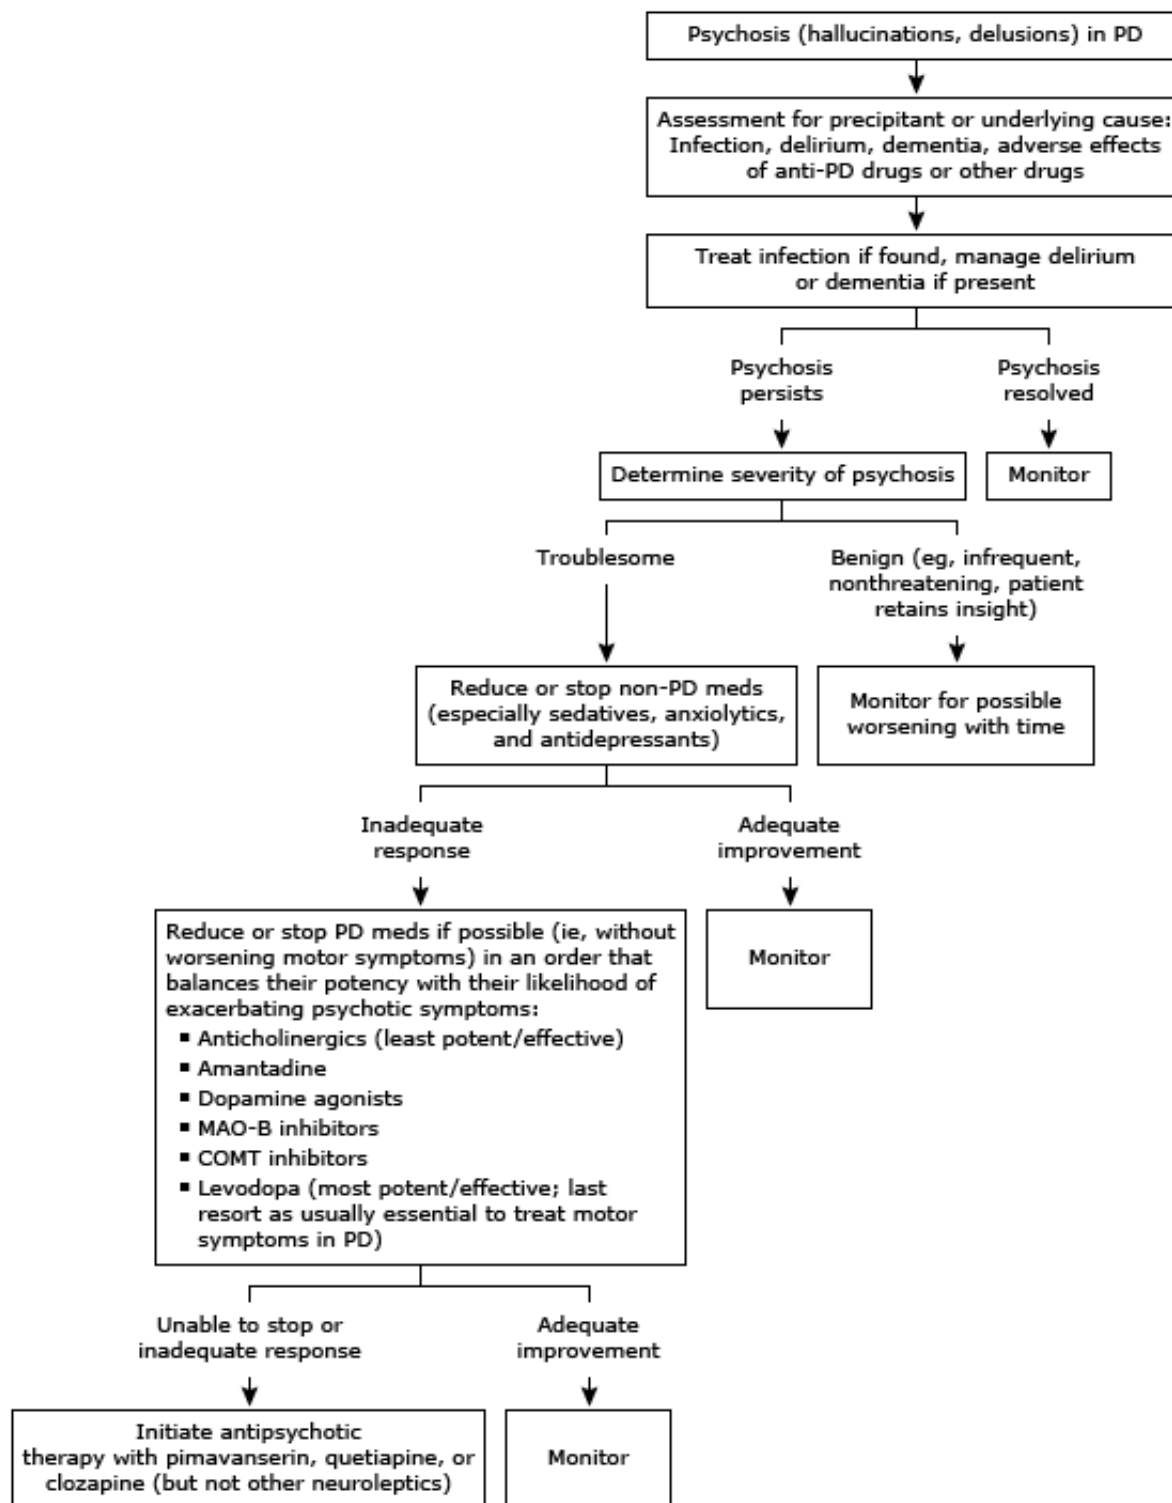 Psychosis (hallucinations, delusions) in PD
Assessment for precipitant or underlying cause:
Infection, delirium, dementia, adverse effects
of anti-PD drugs or other drugs
Treat infection if found, manage delirium
or dementia if present
Psychosis
persists
Psychosis
resolved
Determine severity of psychosis
Monitor
Troublesome
Benign (eg, infrequent,
nonthreatening, patient
retains insight)
Reduce or stop non-PD meds
(especially sedatives, anxiolytics,
and antidepressants)
Monitor for possible
worsening with time
Inadequate
response
Adequate
improvement
Reduce or stop PD meds if possible (ie, without
worsening motor symptoms) in an order that
balances their potency with their likelihood of
exacerbating psychotic symptoms:
▪ Anticholinergics (least potent/effective)
▪ Amantadine
▪ Dopamine agonists
▪ MAO-B inhibitors
▪ COMT inhibitors
▪ Levodopa (most potent/effective; last
resort as usually essential to treat motor
symptoms in PD)
Monitor
Unable to stop or
inadequate response
Adequate
improvement
Initiate antipsychotic
therapy with pimavanserin, quetiapine, or
clozapine (but not other neuroleptics)
Monitor